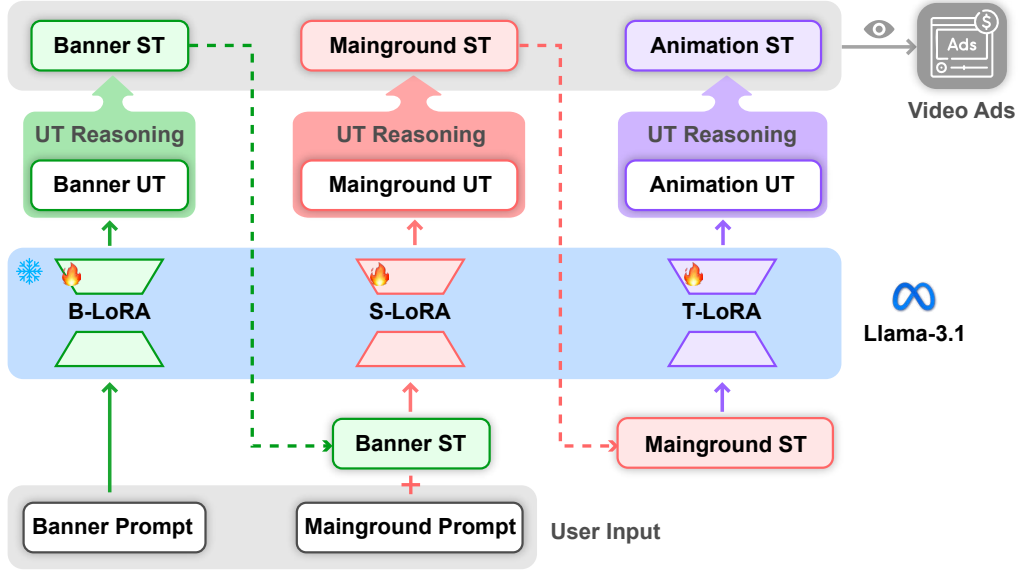 Banner ST
Mainground ST
Animation ST
$
Ads
Video Ads
UT Reasoning
UT Reasoning
UT Reasoning
Banner UT
Mainground UT
Animation UT
B-LoRA
S-LoRA
T-LoRA
Llama-3.1
Banner ST
Mainground ST
+
Banner Prompt
Mainground Prompt
User Input